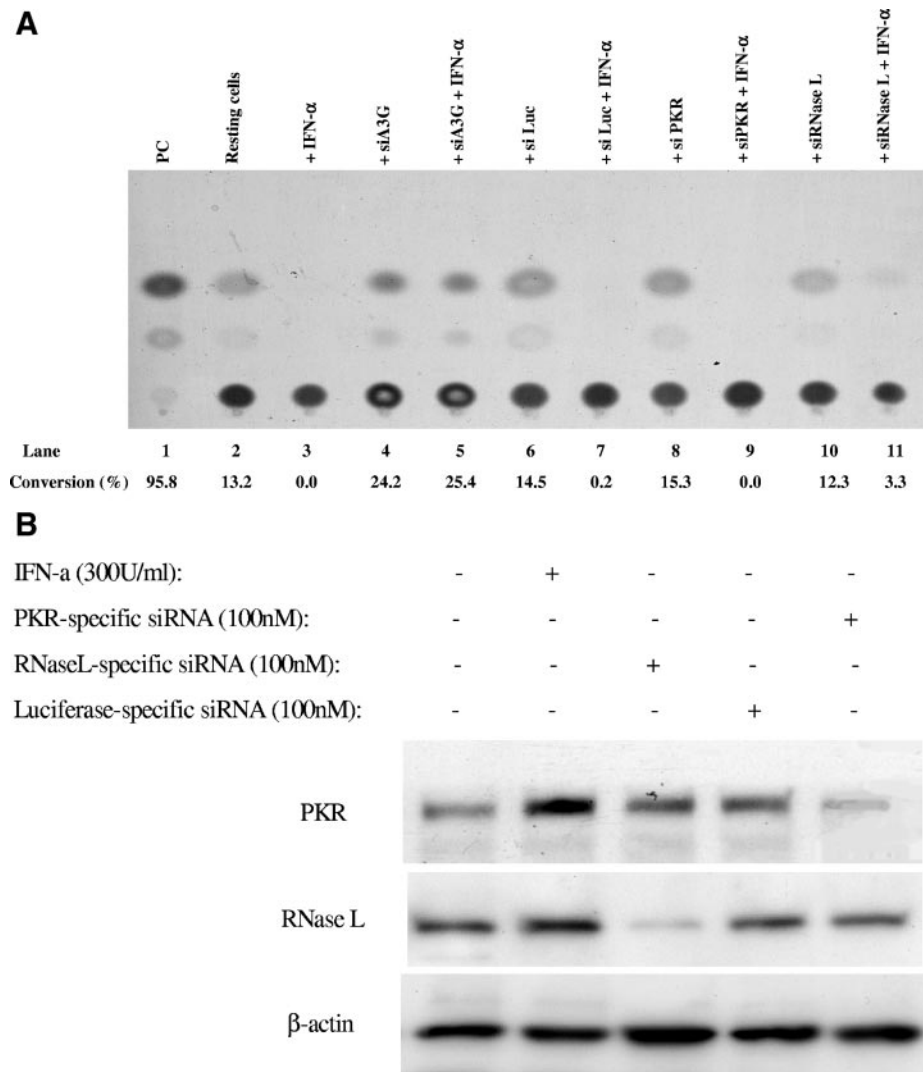 A
PC
Resting cells
+ IFN-α
+ siA3G
+ siA3G + IFN-α
+ si Luc
+ si Luc + IFN-α
+ si PKR
+ siPKR + IFN-α
+ siRNase L
+ siRNase L + IFN-α
Lane 1 2 3 4 5 6 7 8 9 10 11
Conversion (%) 95.8 13.2 0.0 24.2 25.4 14.5 0.2 15.3 0.0 12.3 3.3
B
IFN-a (300U/ml): - + - - -
PKR-specific siRNA (100nM): - - - - +
RNaseL-specific siRNA (100nM): - - + - -
Luciferase-specific siRNA (100nM): - - - + -
PKR
RNase L
β-actin